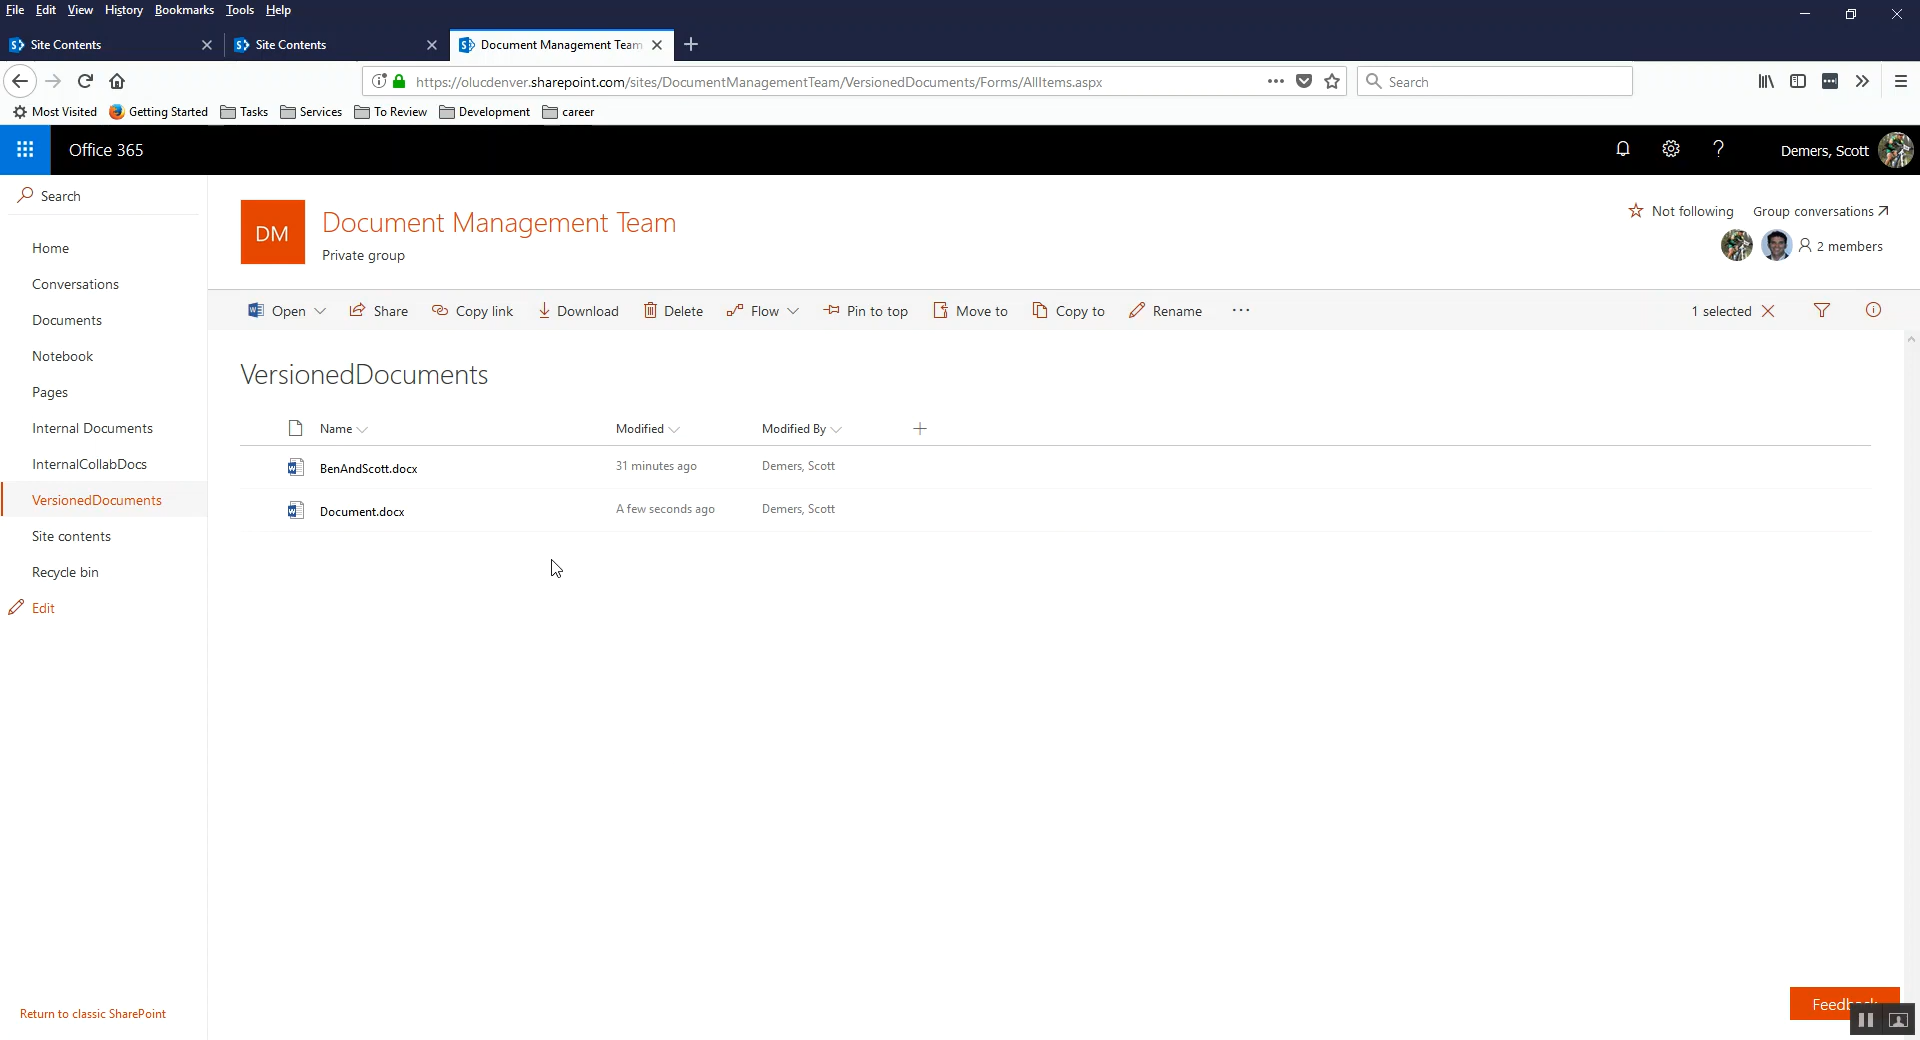 File Edit View History Bookmarks Tools Help
Site Contents
Site Contents
Document Management Team
https://olucdenver.sharepoint.com/sites/DocumentManagementTeam/VersionedDocuments/Forms/AllItems.aspx
Search
Most Visited Getting Started Tasks Services To Review Development career
Office 365
? Demers, Scott
Search
DM
Document Management Team
Private group
Not following Group conversations
2 members
Home
Conversations
Documents
Notebook
Pages
Internal Documents
InternalCollabDocs
VersionedDocuments
Site contents
Recycle bin
Edit
Return to classic SharePoint
Open Share Copy link Download Delete Flow Pin to top Move to Copy to Rename ... 1 selected
VersionedDocuments
Name Modified Modified By
BenAndScott.docx 31 minutes ago Demers, Scott
Document.docx A few seconds ago Demers, Scott